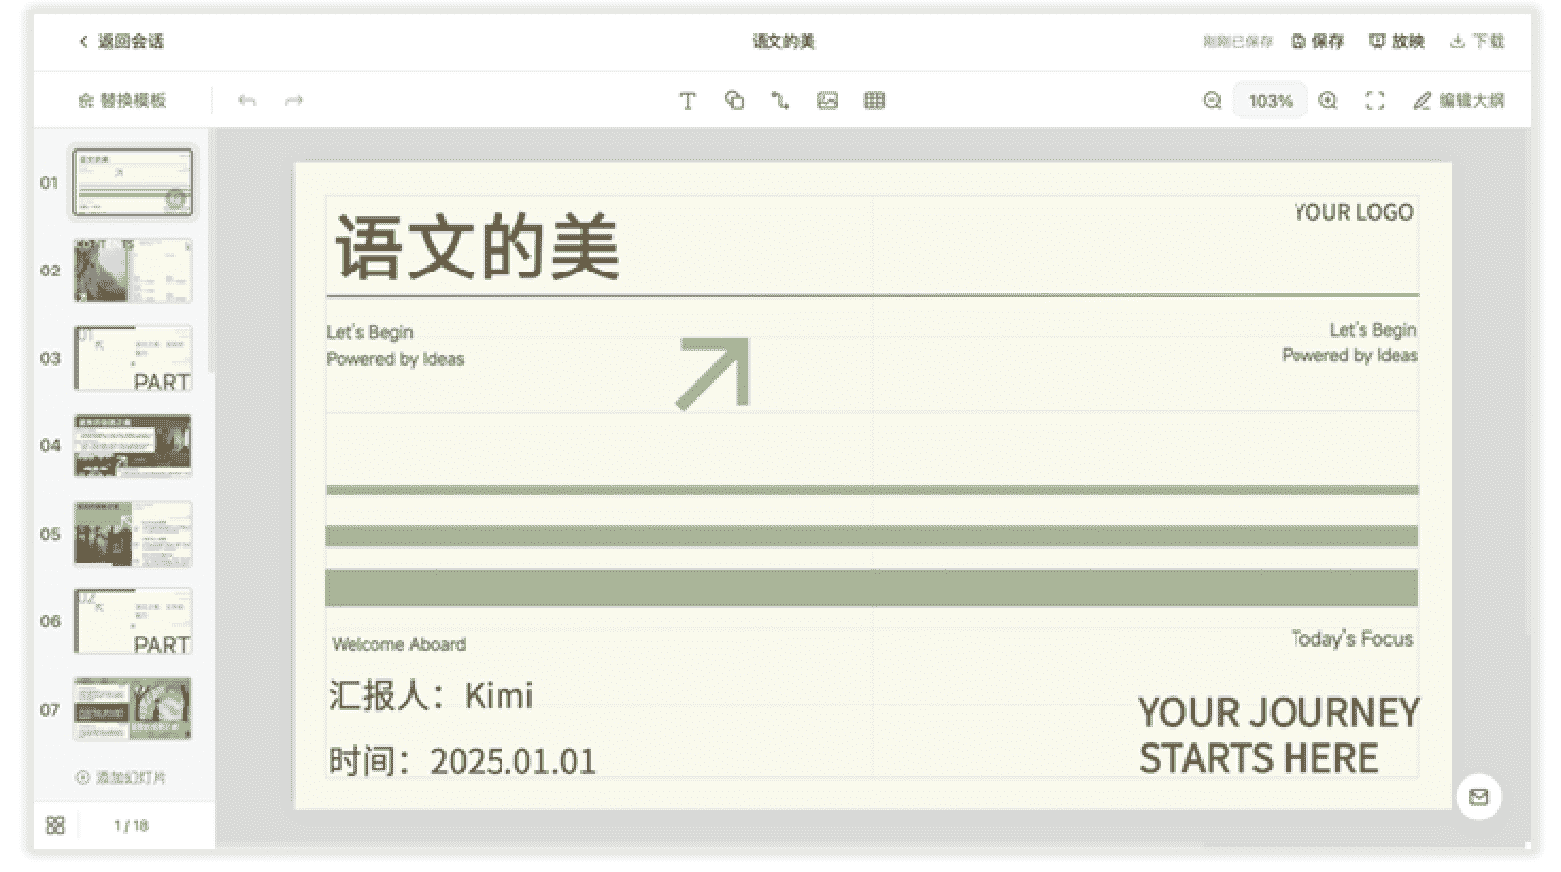 返回会话
语文的美
刚刚已保存 保存 放映 下载
替换模板
103%
编辑大纲
01
02
03
PART
04
05
06
PART
07
添加幻灯片
1 / 18
语文的美
YOUR LOGO
Let's Begin
Powered by Ideas
Let's Begin
Powered by Ideas
Welcome Aboard
Today's Focus
汇报人：Kimi
时间：2025.01.01
YOUR JOURNEY
STARTS HERE